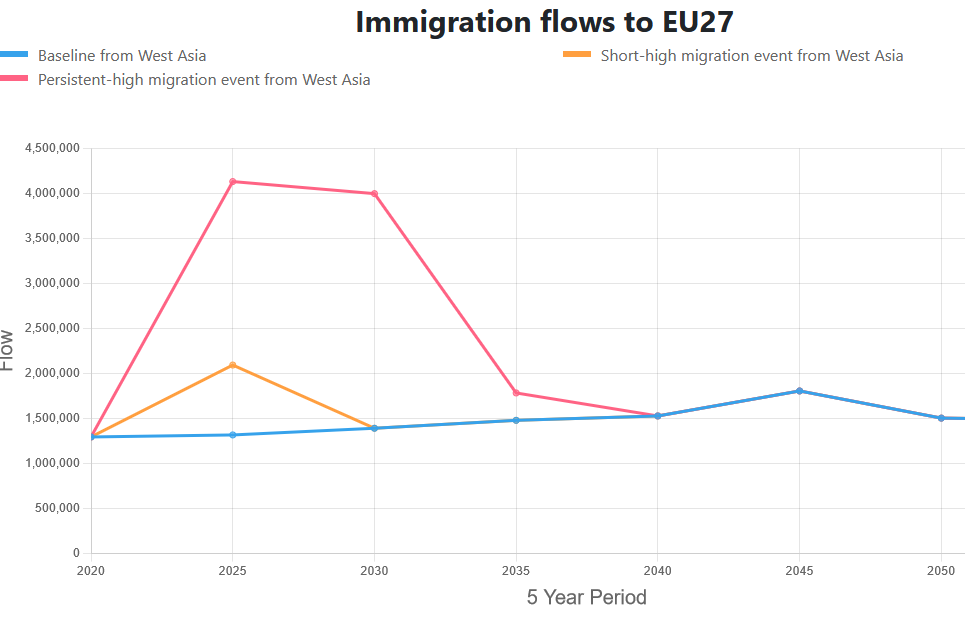 Immigration flows to EU27
Baseline from West Asia
Short-high migration event from West Asia
Persistent-high migration event from West Asia
4,500,000
4,000,000
3,500,000
3,000,000
2,500,000
2,000,000
1,500,000
1,000,000
500,000
0
Flow
2020 2025 2030 2035 2040 2045 2050
5 Year Period